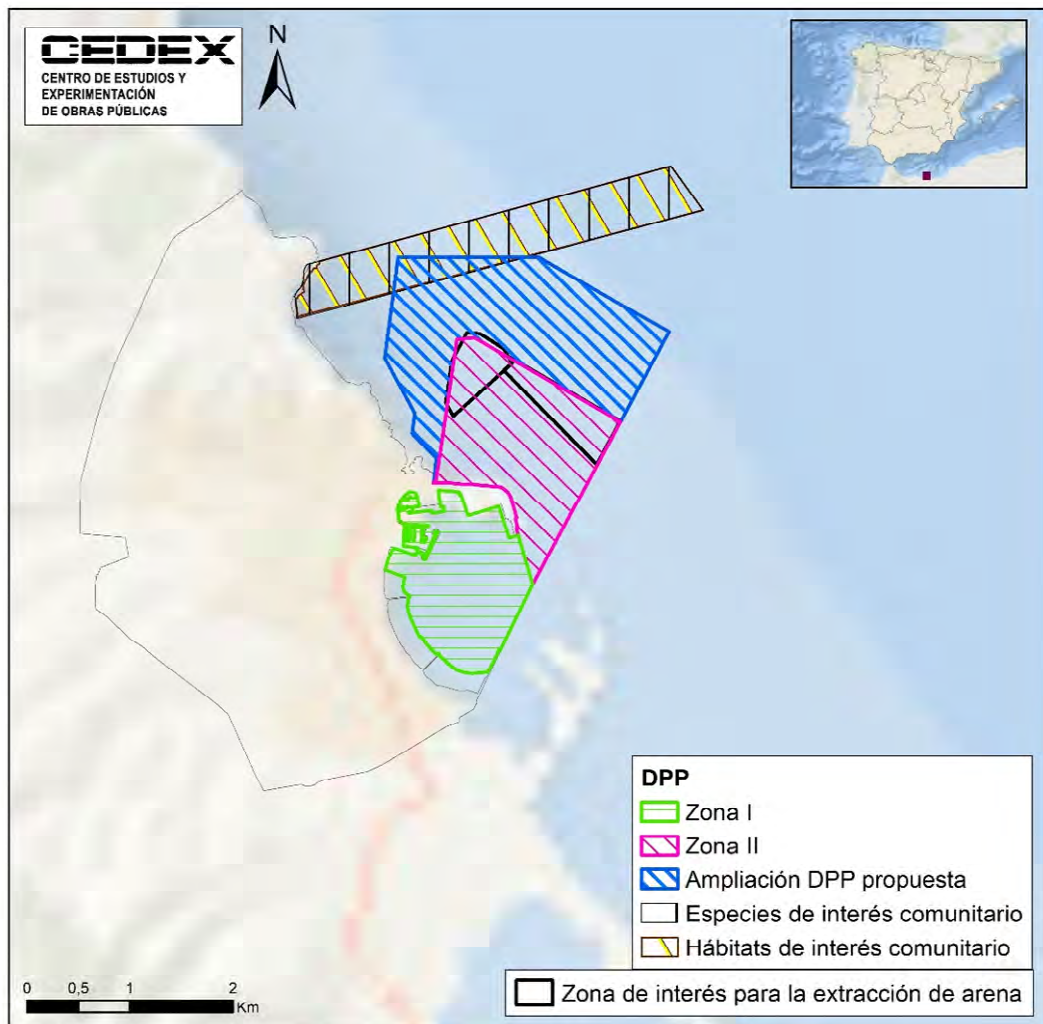 CEDEX
CENTRO DE ESTUDIOS Y
EXPERIMENTACIÓN
DE OBRAS PÚBLICAS
N
DPP
Zona I
Zona II
Ampliación DPP propuesta
Especies de interés comunitario
Hábitats de interés comunitario
Zona de interés para la extracción de arena
0 0,5 1 2
Km